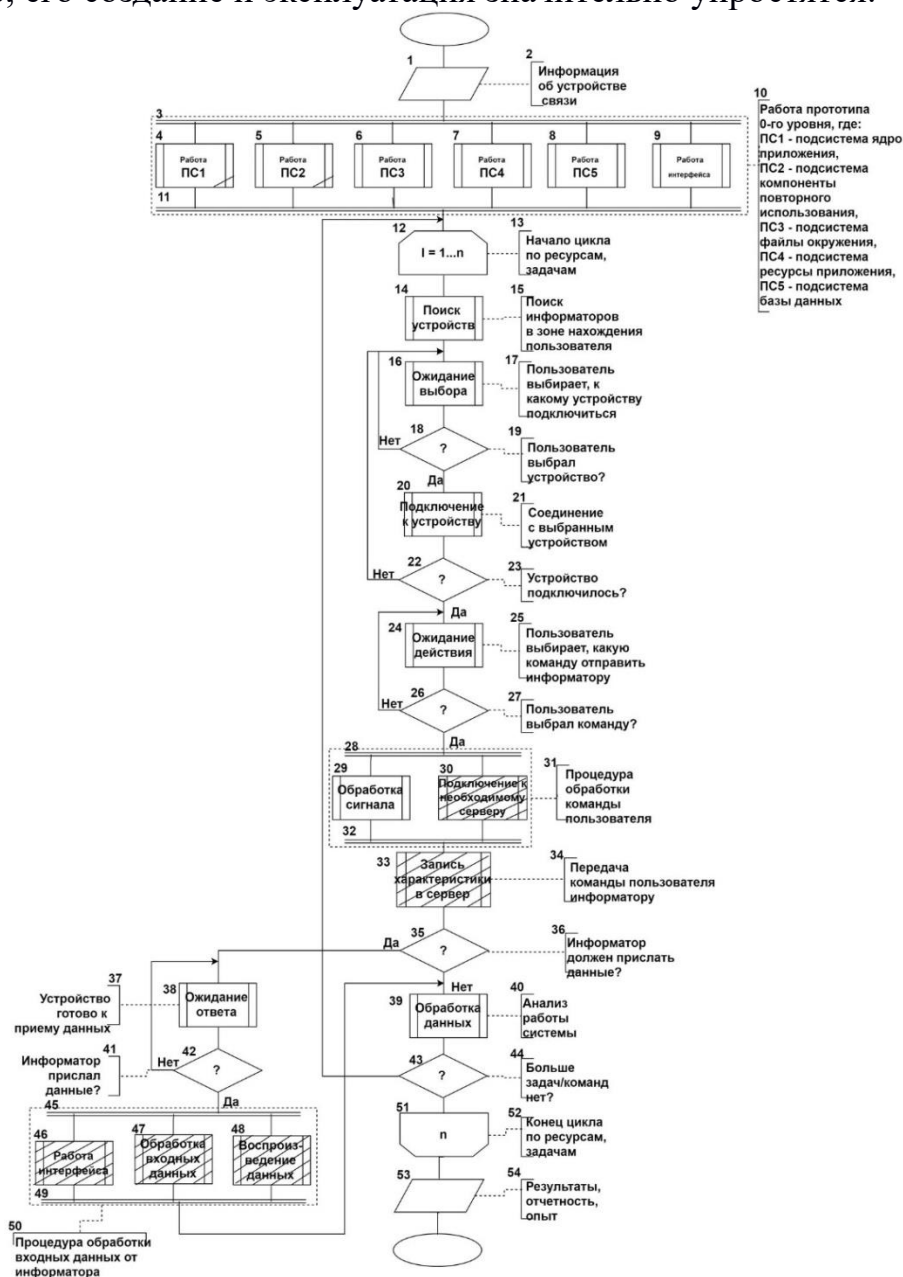 , его создание и эксплуатация значительно упростятся.
1
2
Информация
об устройстве
связи
3
4
Работа
ПС1
5
Работа
ПС2
6
Работа
ПС3
7
Работа
ПС4
8
Работа
ПС5
9
Работа
интерфейса
10
Работа прототипа
0-го уровня, где:
ПС1 - подсистема ядро
приложения,
ПС2 - подсистема
компоненты
повторного
использования,
ПС3 - подсистема
файлы окружения,
ПС4 - подсистема
ресурсы приложения,
ПС5 - подсистема
базы данных
11
12
I = 1...n
13
Начало цикла
по ресурсам,
задачам
14
Поиск
устройств
15
Поиск
информаторов
в зоне нахождения
пользователя
16
Ожидание
выбора
17
Пользователь
выбирает, к
какому устройству
подключиться
18
Нет
?
Да
19
Пользователь
выбрал
устройство?
20
Подключение
к устройству
21
Соединение
с выбранным
устройством
22
Нет
?
Да
23
Устройство
подключилось?
24
Ожидание
действия
25
Пользователь
выбирает, какую
команду отправить
информатору
26
Нет
?
Да
27
Пользователь
выбрал команду?
28
29
Обработка
сигнала
30
Подключение к
необходимому
серверу
31
Процедура
обработки
команды
пользователя
32
33
Запись
характеристики
в сервер
34
Передача
команды пользователя
информатору
35
Да
?
Нет
36
Информатор
должен прислать
данные?
37
Устройство
готово к
приему данных
38
Ожидание
ответа
39
Обработка
данных
40
Анализ
работы
системы
41
Информатор
прислал
данные?
42
Нет
?
Да
43
?
44
Больше
задач/команд
нет?
45
46
Работа
интерфейса
47
Обработка
входных
данных
48
Воспроиз-
ведение
данных
49
50
Процедура обработки
входных данных от
информатора
51
n
52
Конец цикла
по ресурсам,
задачам
53
54
Результаты,
отчетность,
опыт